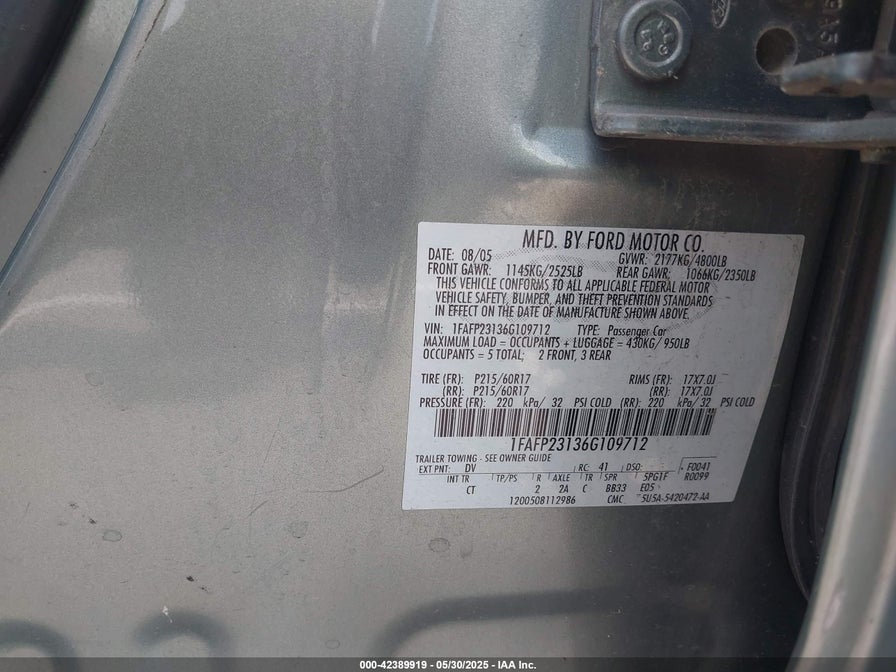 MFD. BY FORD MOTOR CO.
DATE: 08/05 GVWR: 2177KG/4800LB
FRONT GAWR: 1145KG/2525LB REAR GAWR: 1066KG/2350LB
THIS VEHICLE CONFORMS TO ALL APPLICABLE FEDERAL MOTOR
VEHICLE SAFETY, BUMPER, AND THEFT PREVENTION STANDARDS
IN EFFECT ON THE DATE OF MANUFACTURE SHOWN ABOVE.
VIN: 1FAFP23136G109712 TYPE: Passenger Car
MAXIMUM LOAD = OCCUPANTS + LUGGAGE = 430KG/ 950LB
OCCUPANTS = 5 TOTAL; 2 FRONT, 3 REAR
TIRE (FR): P215/60R17 RIMS (FR): 17X7.0J
(RR): P215/60R17 (RR): 17X7.0J
PRESSURE (FR): 220 kPa/ 32 PSI COLD (RR): 220 kPa/ 32 PSI COLD
1FAFP23136G109712
TRAILER TOWING - SEE OWNER GUIDE
EXT PNT: DV RC: 41 DSO: F0041
INT TR TP/PS R AXLE TR SPR 5PG1F R0099
CT 2 2A C BB33 E05
1200508112986 CMC 5U5A-5420472-AA
000-42389919 - 05/30/2025 - IAA Inc.